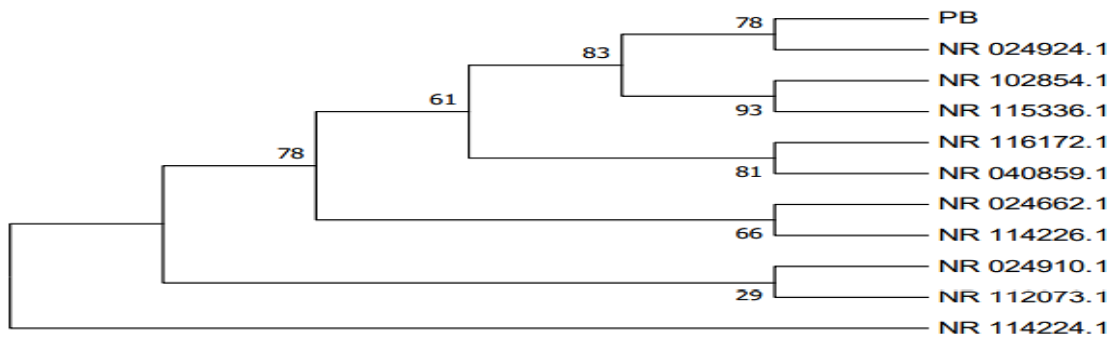 PB
78
NR 024924.1
83
NR 102854.1
93
NR 115336.1
61
NR 116172.1
81
NR 040859.1
78
NR 024662.1
66
NR 114226.1
NR 024910.1
29
NR 112073.1
NR 114224.1